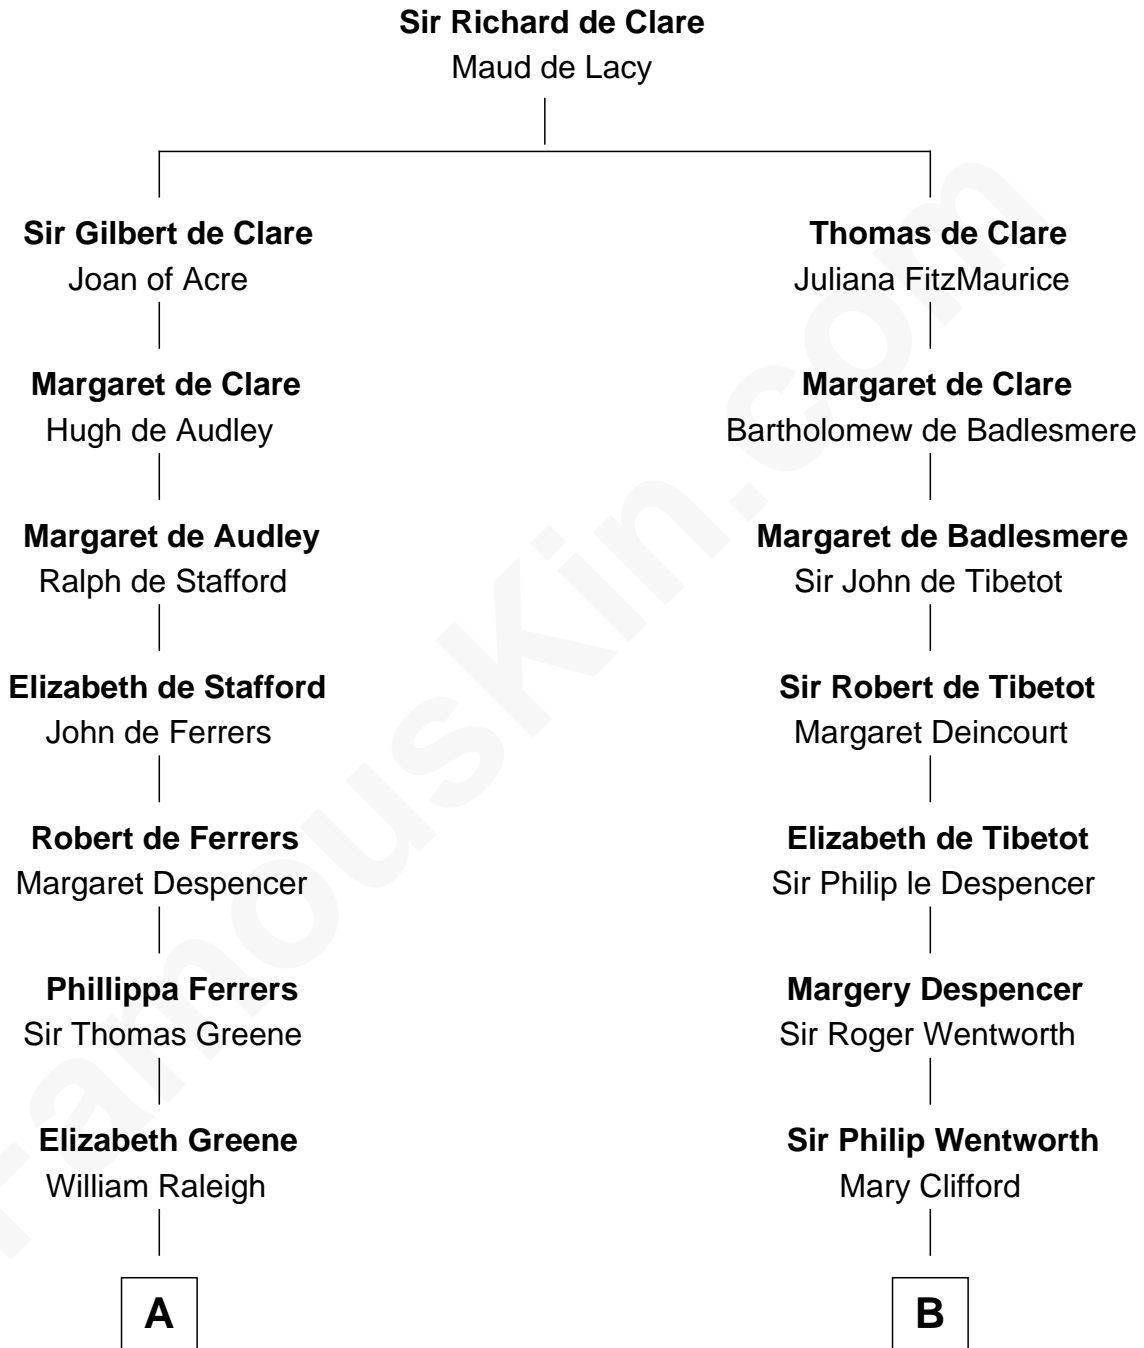 Sir Richard de Clare
Maud de Lacy
Sir Gilbert de Clare
Joan of Acre
Thomas de Clare
Juliana FitzMaurice
Margaret de Clare
Hugh de Audley
Margaret de Clare
Bartholomew de Badlesmere
Margaret de Audley
Ralph de Stafford
Margaret de Badlesmere
Sir John de Tibetot
Elizabeth de Stafford
John de Ferrers
Sir Robert de Tibetot
Margaret Deincourt
Robert de Ferrers
Margaret Despencer
Elizabeth de Tibetot
Sir Philip le Despencer
Phillippa Ferrers
Sir Thomas Greene
Margery Despencer
Sir Roger Wentworth
Elizabeth Greene
William Raleigh
Sir Philip Wentworth
Mary Clifford
A
B
FamousKin.com